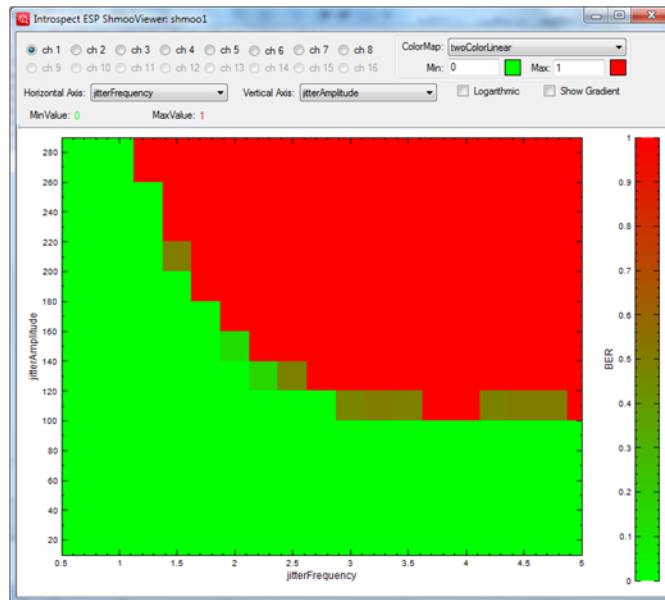 Introspect ESP ShmooViewer: shmoo1
ch 1 ch 2 ch 3 ch 4 ch 5 ch 6 ch 7 ch 8 ColorMap: twoColorLinear
ch 9 ch 10 ch 11 ch 12 ch 13 ch 14 ch 15 ch 16 Min: 0 Max: 1
Horizontal Axis: jitterFrequency Vertical Axis: jitterAmplitude Logarithmic Show Gradient
MinValue: 0 MaxValue: 1
280
260
240
220
200
180
160
140
120
100
80
60
40
20
jitterAmplitude
0.5 1 1.5 2 2.5 3 3.5 4 4.5 5
jitterFrequency
1
0.9
0.8
0.7
0.6
0.5
0.4
0.3
0.2
0.1
0
BER